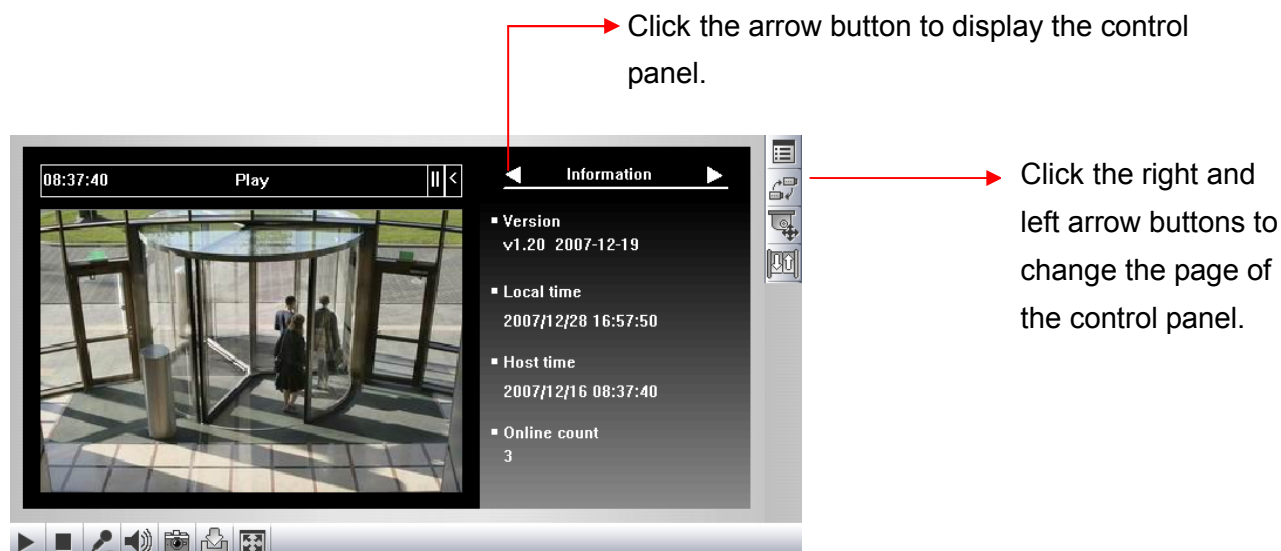 Click the arrow button to display the control
panel.
08:37:40 Play
Information
Version
v1.20 2007-12-19
Local time
2007/12/28 16:57:50
Host time
2007/12/16 08:37:40
Online count
3
Click the right and
left arrow buttons to
change the page of
the control panel.